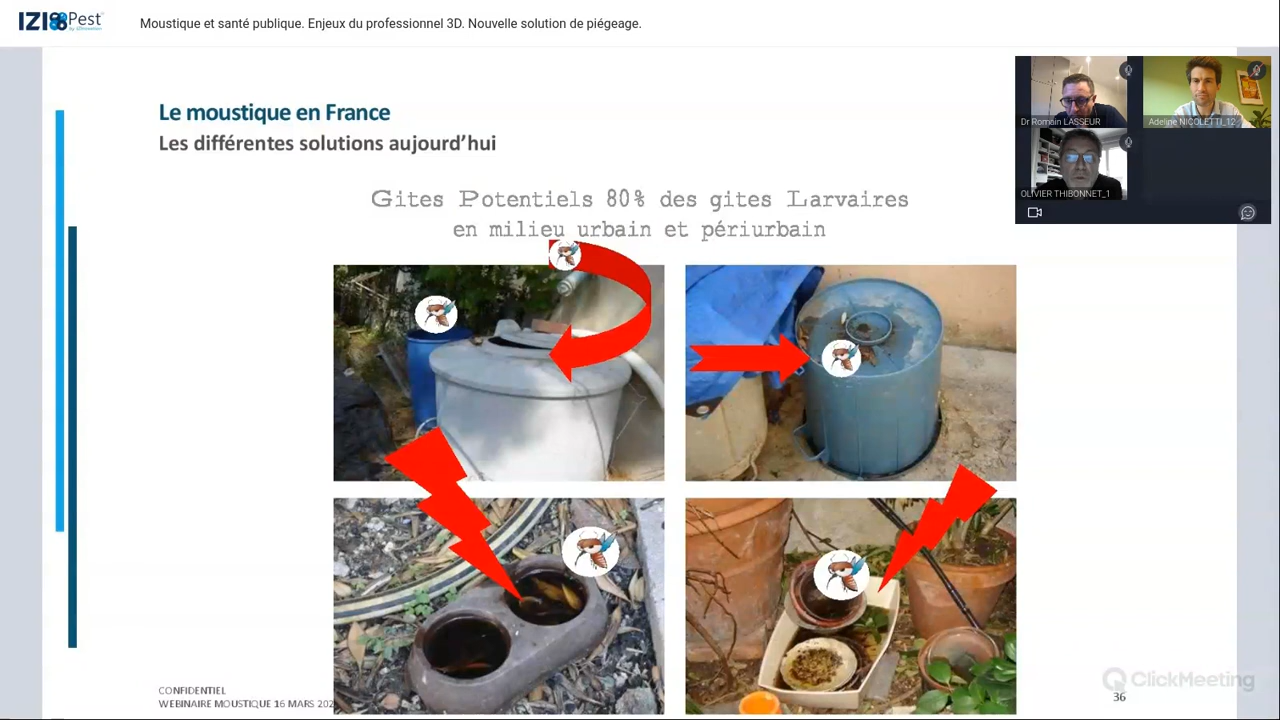 IZI Pest
Moustique et santé publique. Enjeux du professionnel 3D. Nouvelle solution de piégeage.
Dr Romain LASSEUR
Adeline NICOLETTI_12
OLIVIER THIBONNET_1
Le moustique en France
Les différentes solutions aujourd'hui
Gites Potentiels 80% des gites Larvaires
en milieu urbain et périurbain
CONFIDENTIEL
WEBINAIRE MOUSTIQUE 16 MARS 202
ClickMeeting
36